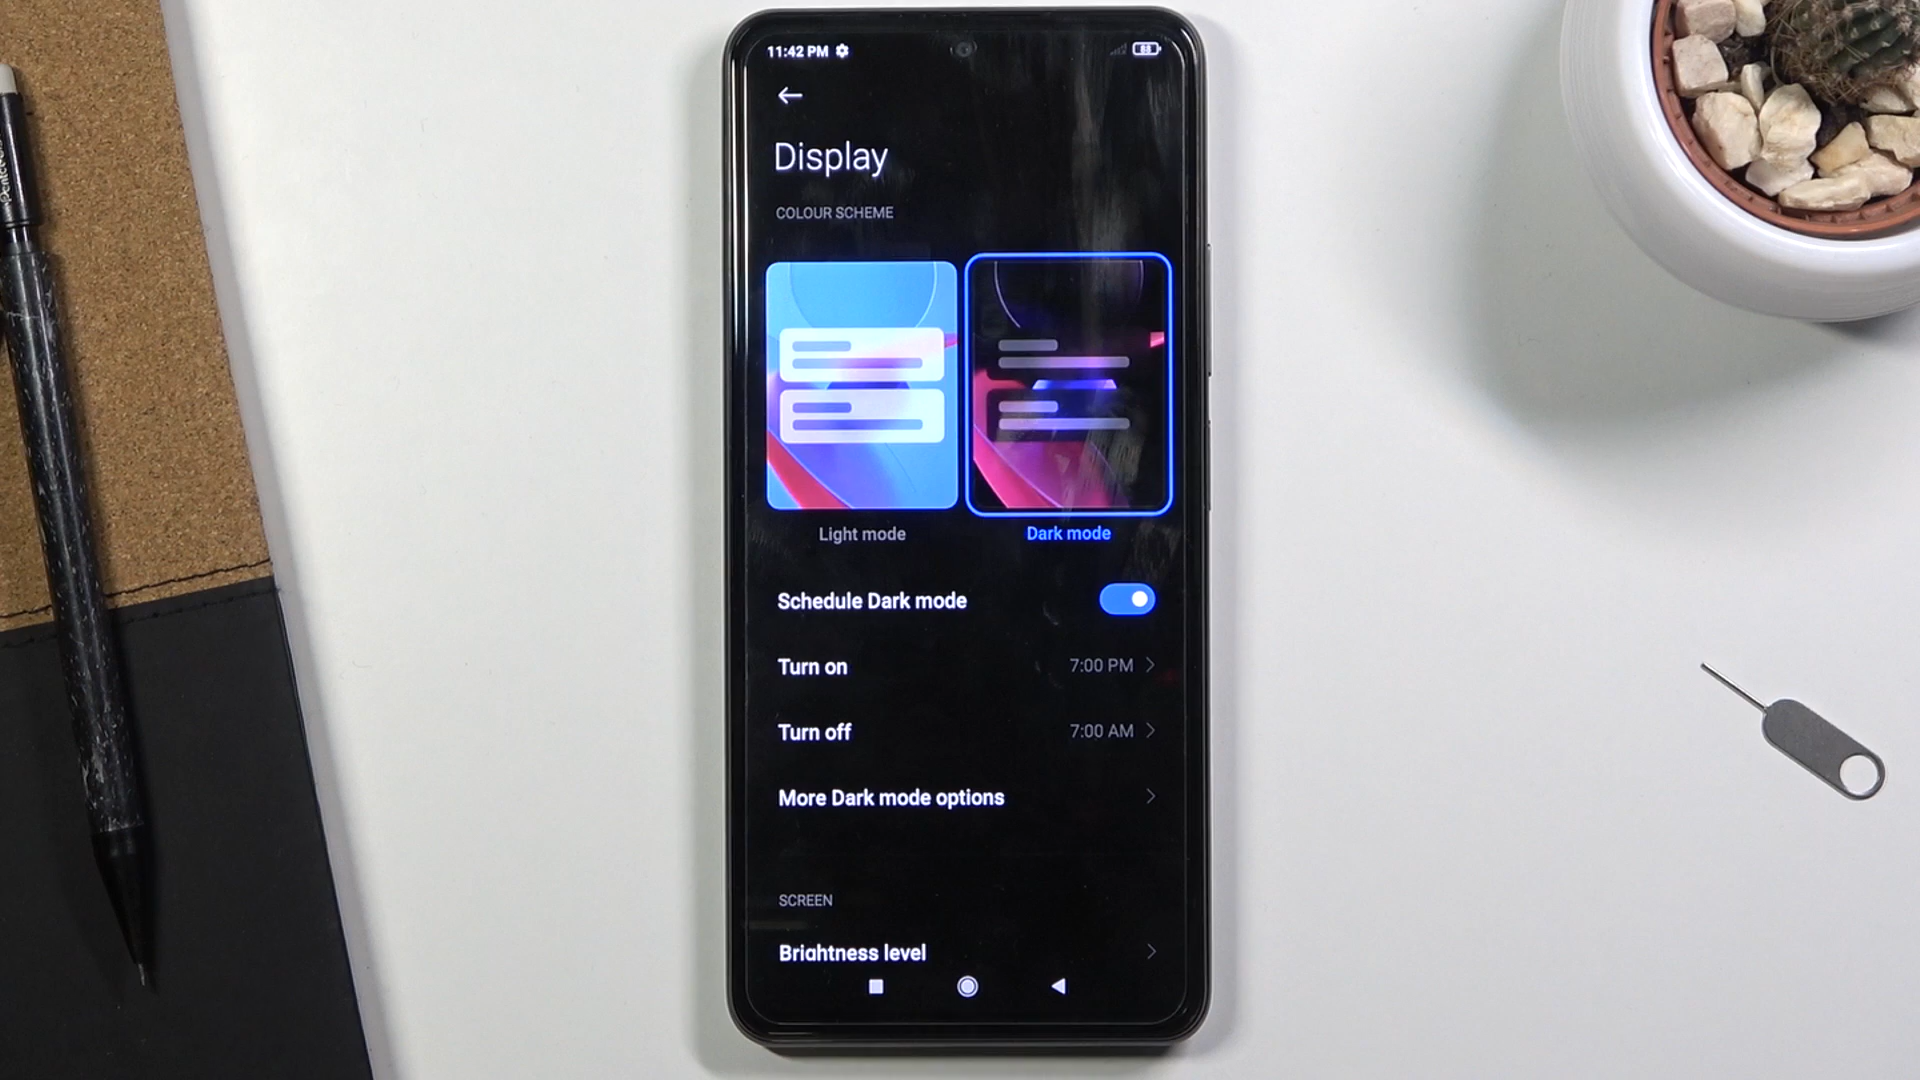 11:42 PM
88
Display
COLOUR SCHEME
Light mode
Dark mode
Schedule Dark mode
Turn on
7:00 PM
Turn off
7:00 AM
More Dark mode options
SCREEN
Brightness level